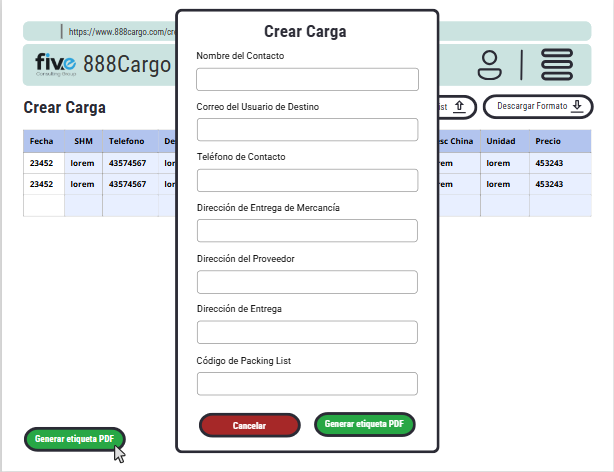 https://www.888cargo.com/cre
five
Consulting Group
888Cargo
Crear Carga
ist
Descargar Formato
Fecha SHM Telefono De esc China Unidad Precio
23452 lorem 43574567 lor rem lorem 453243
23452 lorem 43574567 lor rem lorem 453243
Generar etiqueta PDF
Crear Carga
Nombre del Contacto
Correo del Usuario de Destino
Teléfono de Contacto
Dirección de Entrega de Mercancía
Dirección del Proveedor
Dirección de Entrega
Código de Packing List
Cancelar
Generar etiqueta PDF